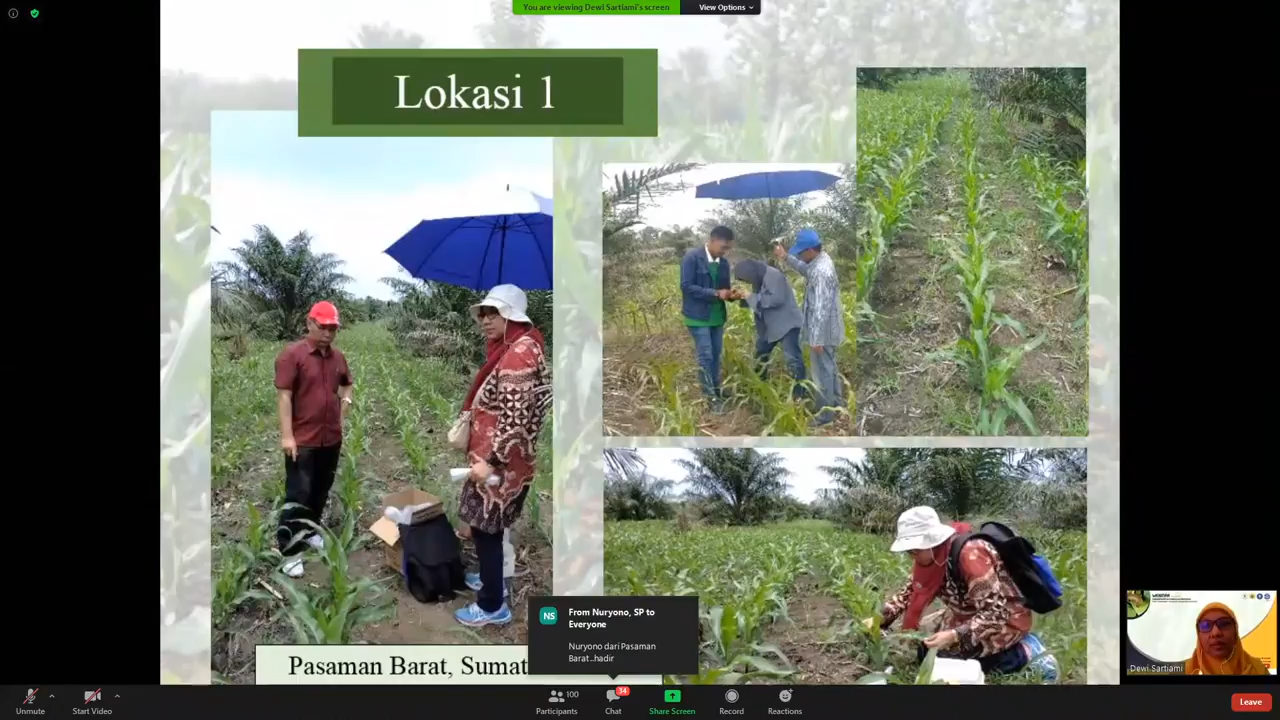 You are viewing Dewi Sartiami's screen
View Options
Lokasi 1
Pasaman Barat, Sumat
NS
From Nuryono, SP to
Everyone
Nuryono dari Pasaman
Barat..hadir
Dewi Sartiami
Unmute
Start Video
100
Participants
34
Chat
Share Screen
Record
Reactions
Leave